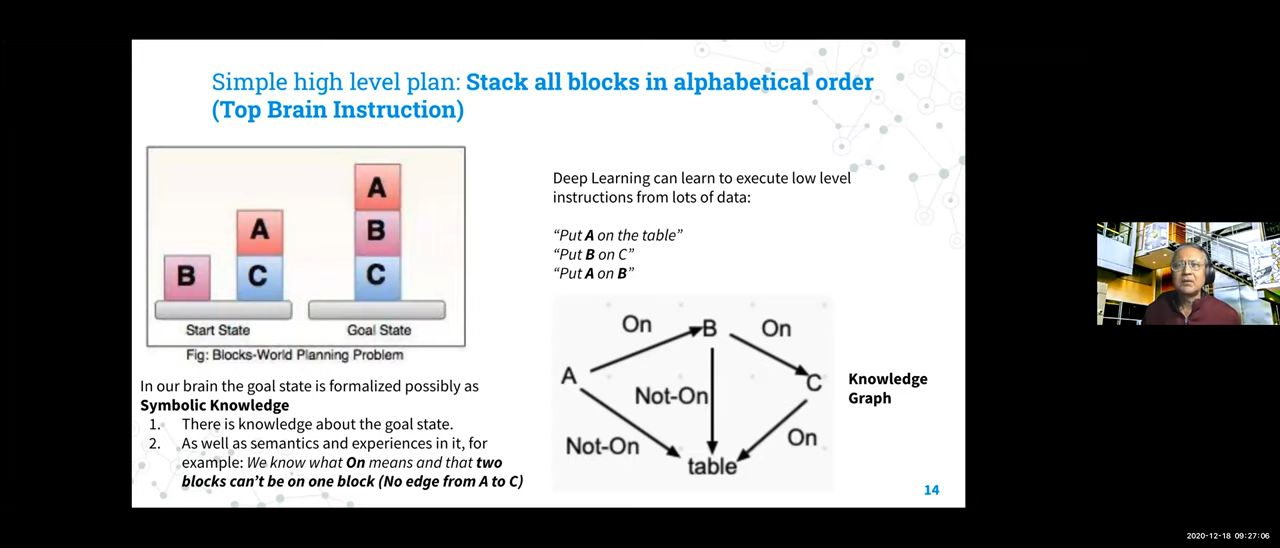 Simple high level plan: Stack all blocks in alphabetical order
(Top Brain Instruction)
A
A
B
B
C
C
Start State
Goal State
Fig: Blocks-World Planning Problem
In our brain the goal state is formalized possibly as
Symbolic Knowledge
1. There is knowledge about the goal state.
2. As well as semantics and experiences in it, for
example: We know what On means and that two
blocks can't be on one block (No edge from A to C)
Deep Learning can learn to execute low level
instructions from lots of data:
“Put A on the table”
“Put B on C”
“Put A on B”
On
B
On
A
Not-On
C
Not-On
On
table
Knowledge
Graph
14
2020-12-18 09:27:06